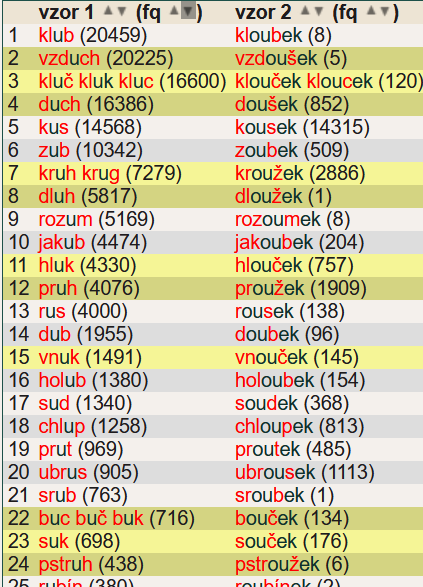 vzor 1 ▲▼ (fq ▲▼) vzor 2 ▲▼ (fq ▲▼)
1 klub (20459) kloubek (8)
2 vzduch (20225) vzdoušek (5)
3 kluč kluk kluc (16600) klouček kloucek (120)
4 duch (16386) doušek (852)
5 kus (14568) kousek (14315)
6 zub (10342) zoubek (509)
7 kruh krug (7279) kroužek (2886)
8 dluh (5817) dloužek (1)
9 rozum (5169) rozoumek (8)
10 jakub (4474) jakoubek (204)
11 hluk (4330) hlouček (757)
12 pruh (4076) proužek (1909)
13 rus (4000) rousek (138)
14 dub (1955) doubek (96)
15 vnuk (1491) vnouček (145)
16 holub (1380) holoubek (154)
17 sud (1340) soudek (368)
18 chlup (1258) chloupek (813)
19 prut (969) proutek (485)
20 ubrus (905) ubrousek (1113)
21 srub (763) sroubek (1)
22 buc buč buk (716) bouček (134)
23 suk (698) souček (176)
24 pstruh (438) pstroužek (6)
25 rubín (380) roubínek (2)